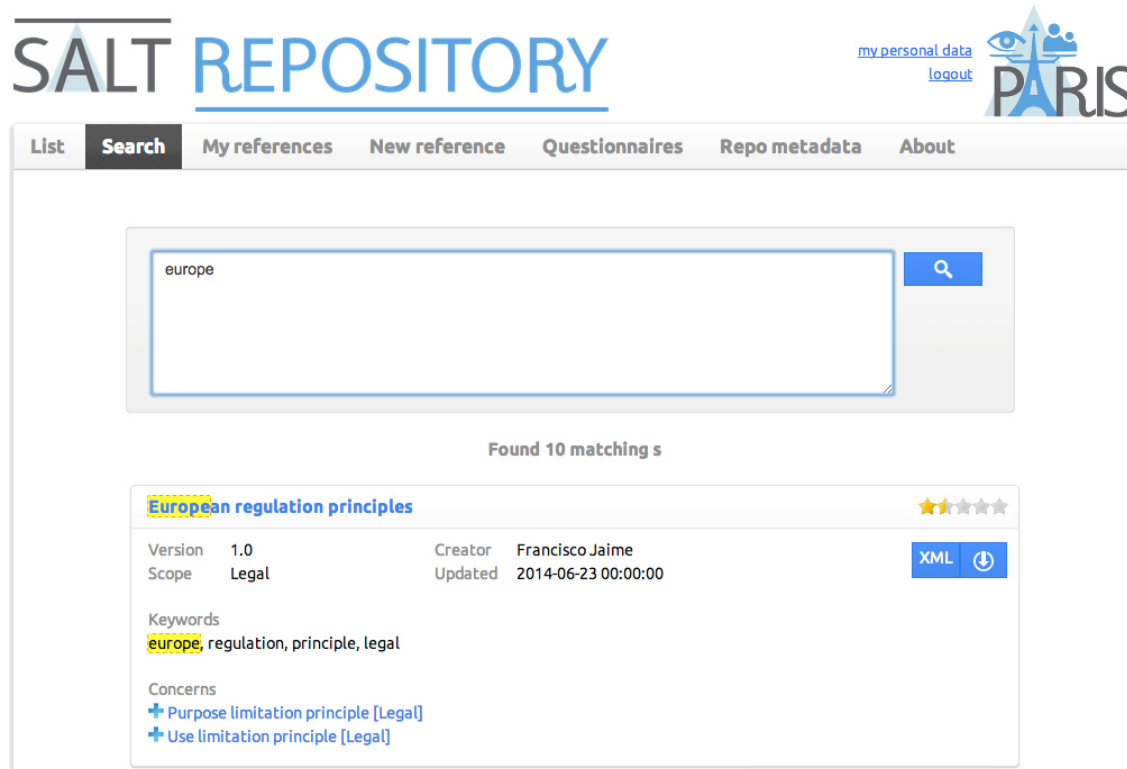 SALT REPOSITORY
my personal data
logout
PARIS
List Search My references New reference Questionnaires Repo metadata About
europe
Found 10 matching s
European regulation principles
Version 1.0 Creator Francisco Jaime XML
Scope Legal Updated 2014-06-23 00:00:00
Keywords
europe, regulation, principle, legal
Concerns
Purpose limitation principle [Legal]
Use limitation principle [Legal]